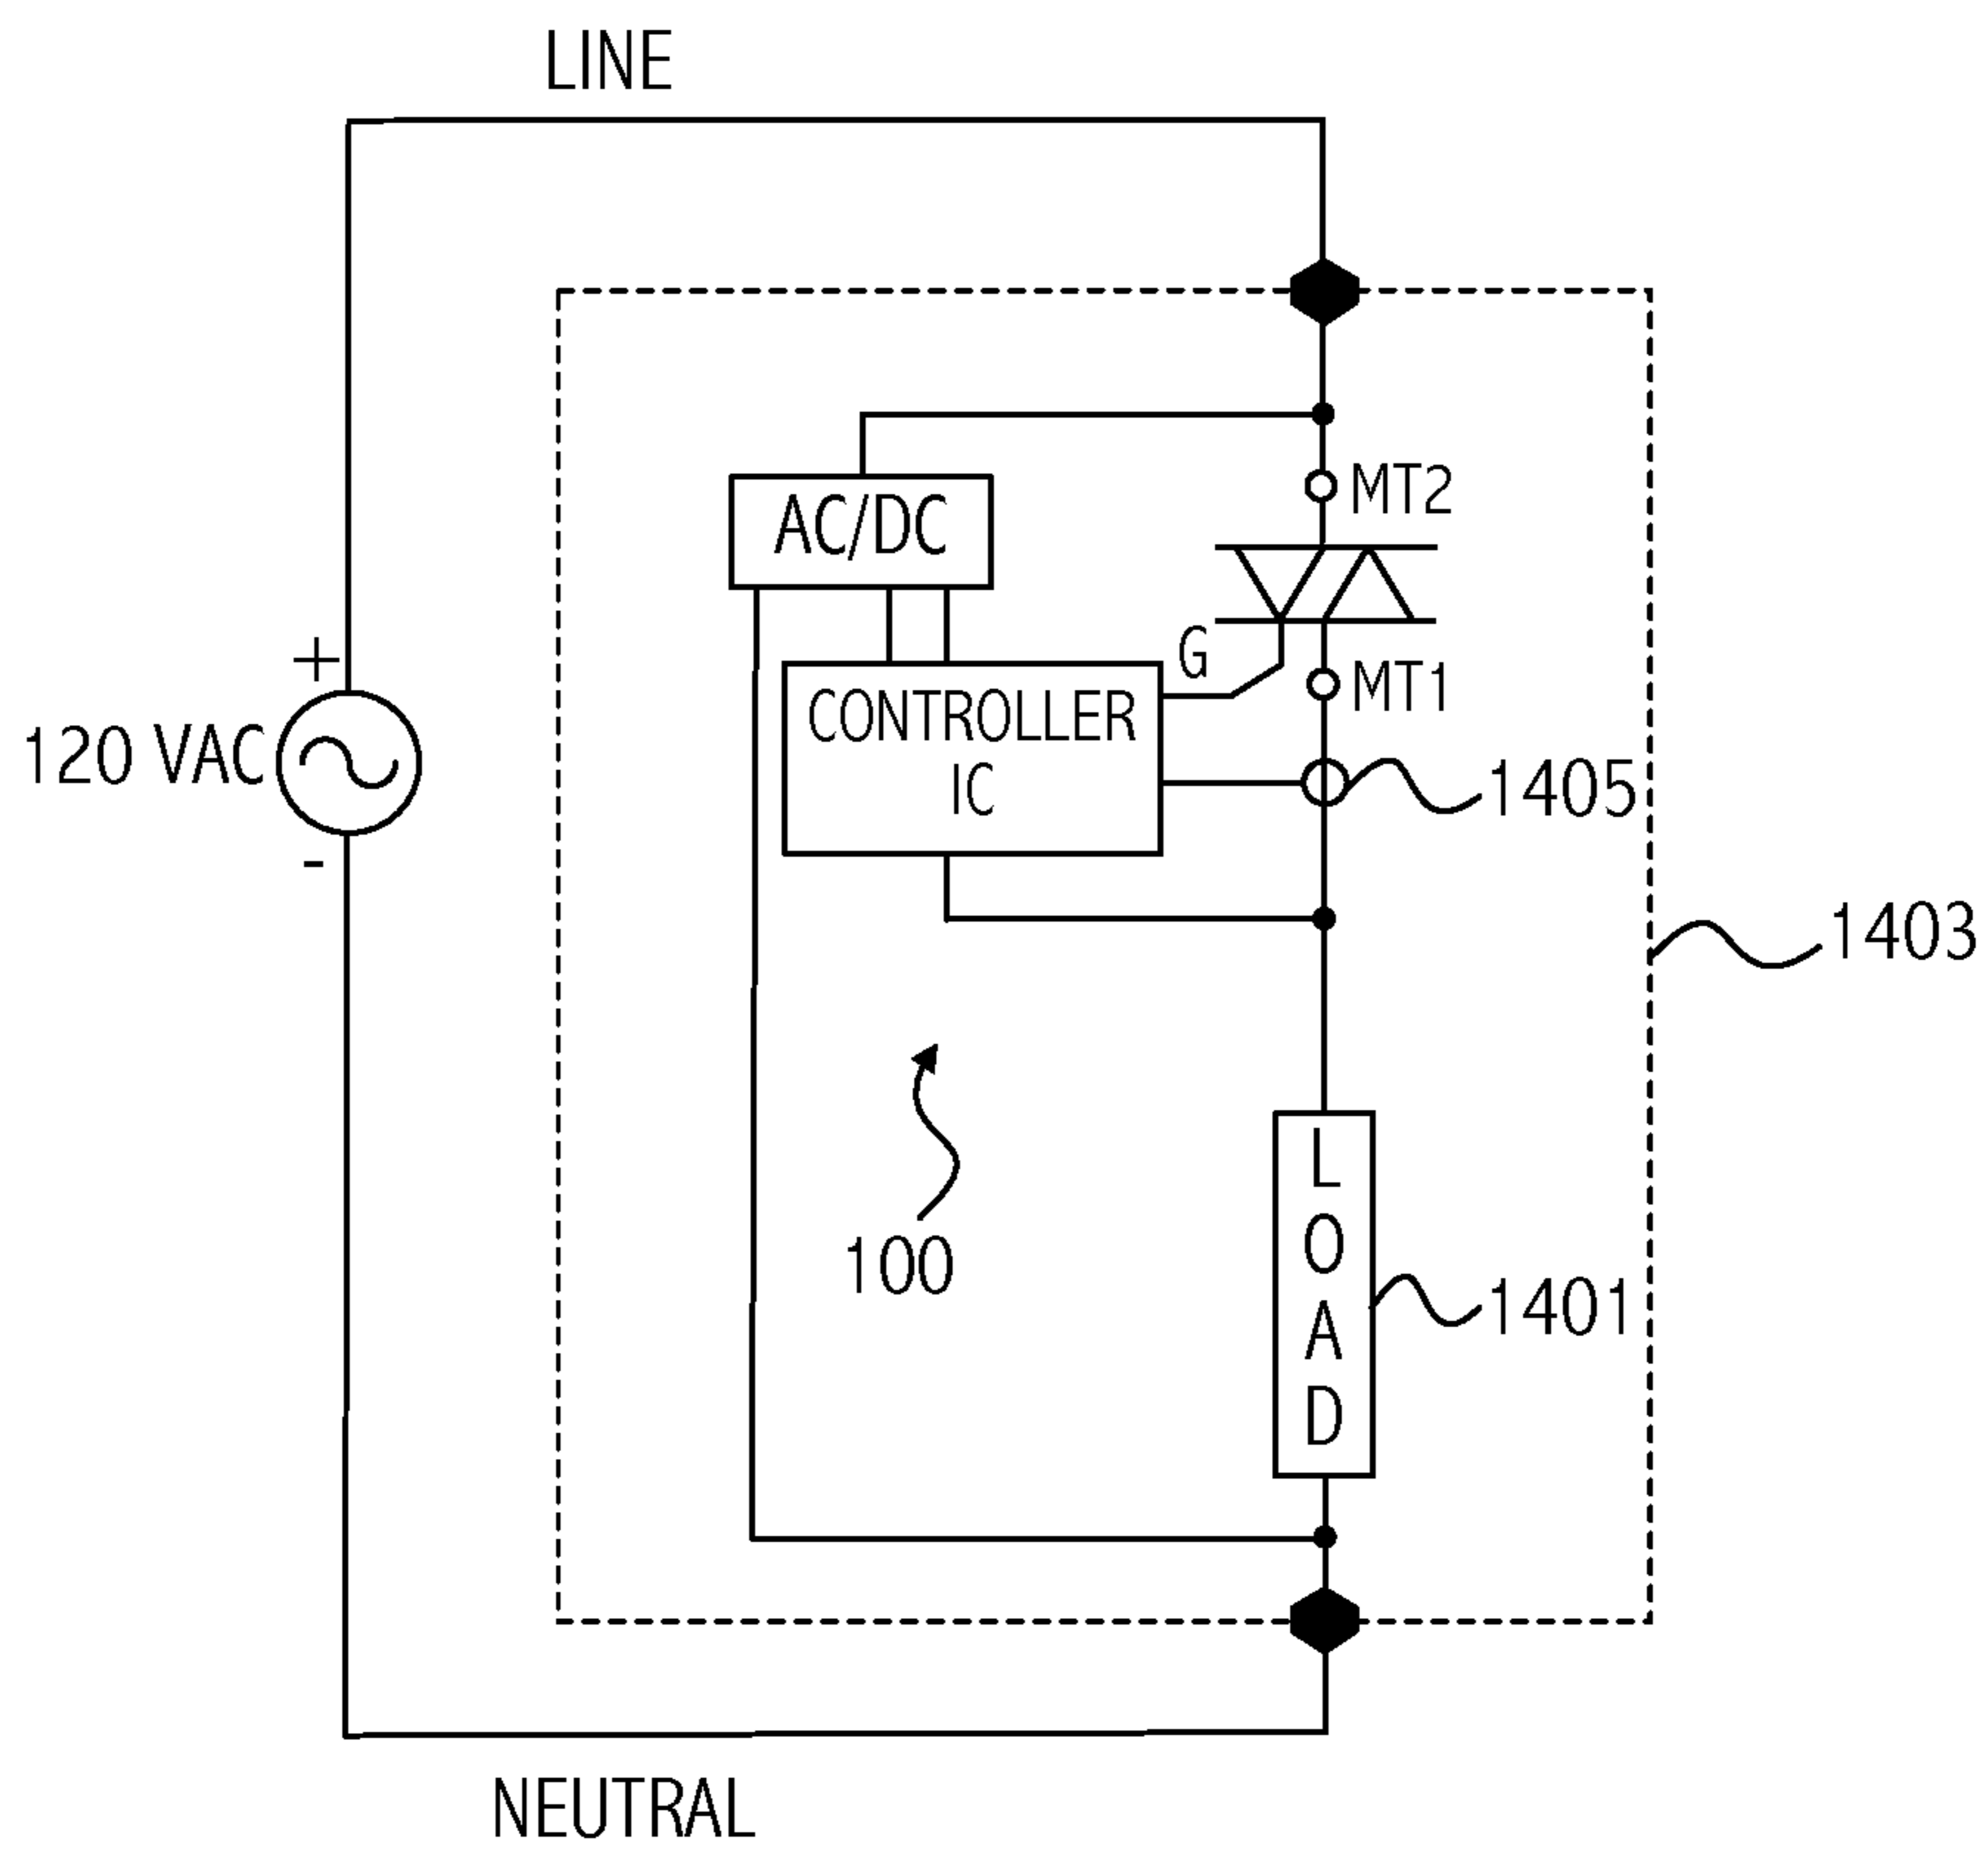 LINE
AC/DC
MT2
G
MT1
+
120 VAC
-
CONTROLLER
IC
1405
1403
100
L
O
A
D
1401
NEUTRAL